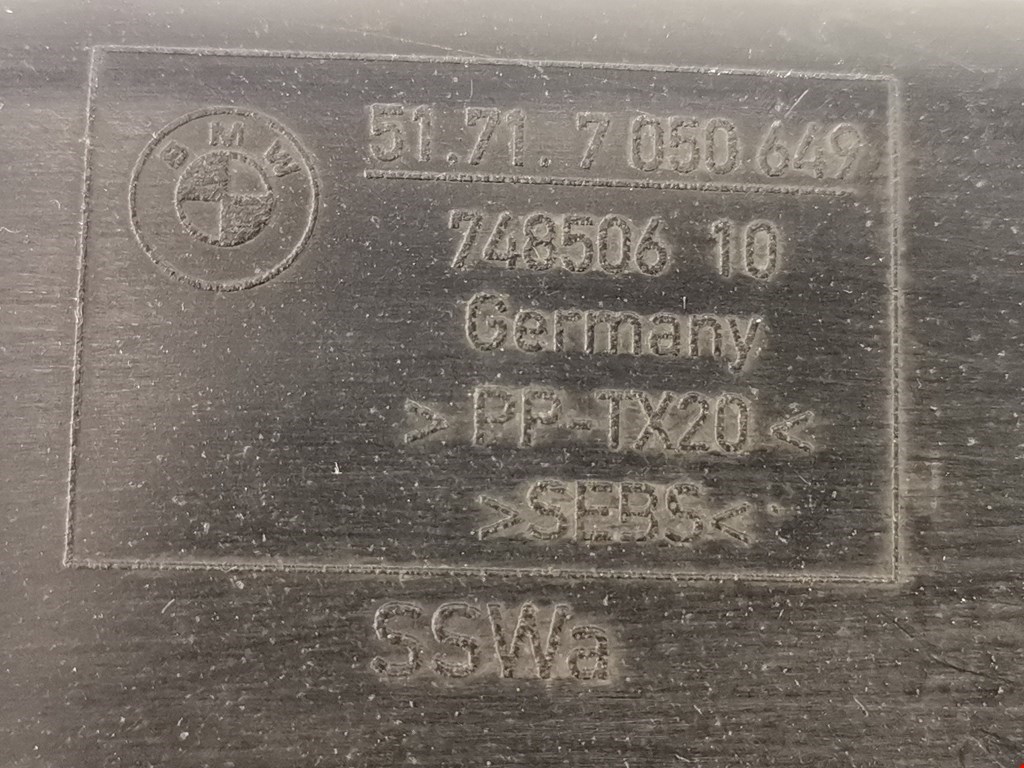 BMW
51.71.7 050 649
748506 10
Germany
>PP-TX20<
>SEBS<
SSWa